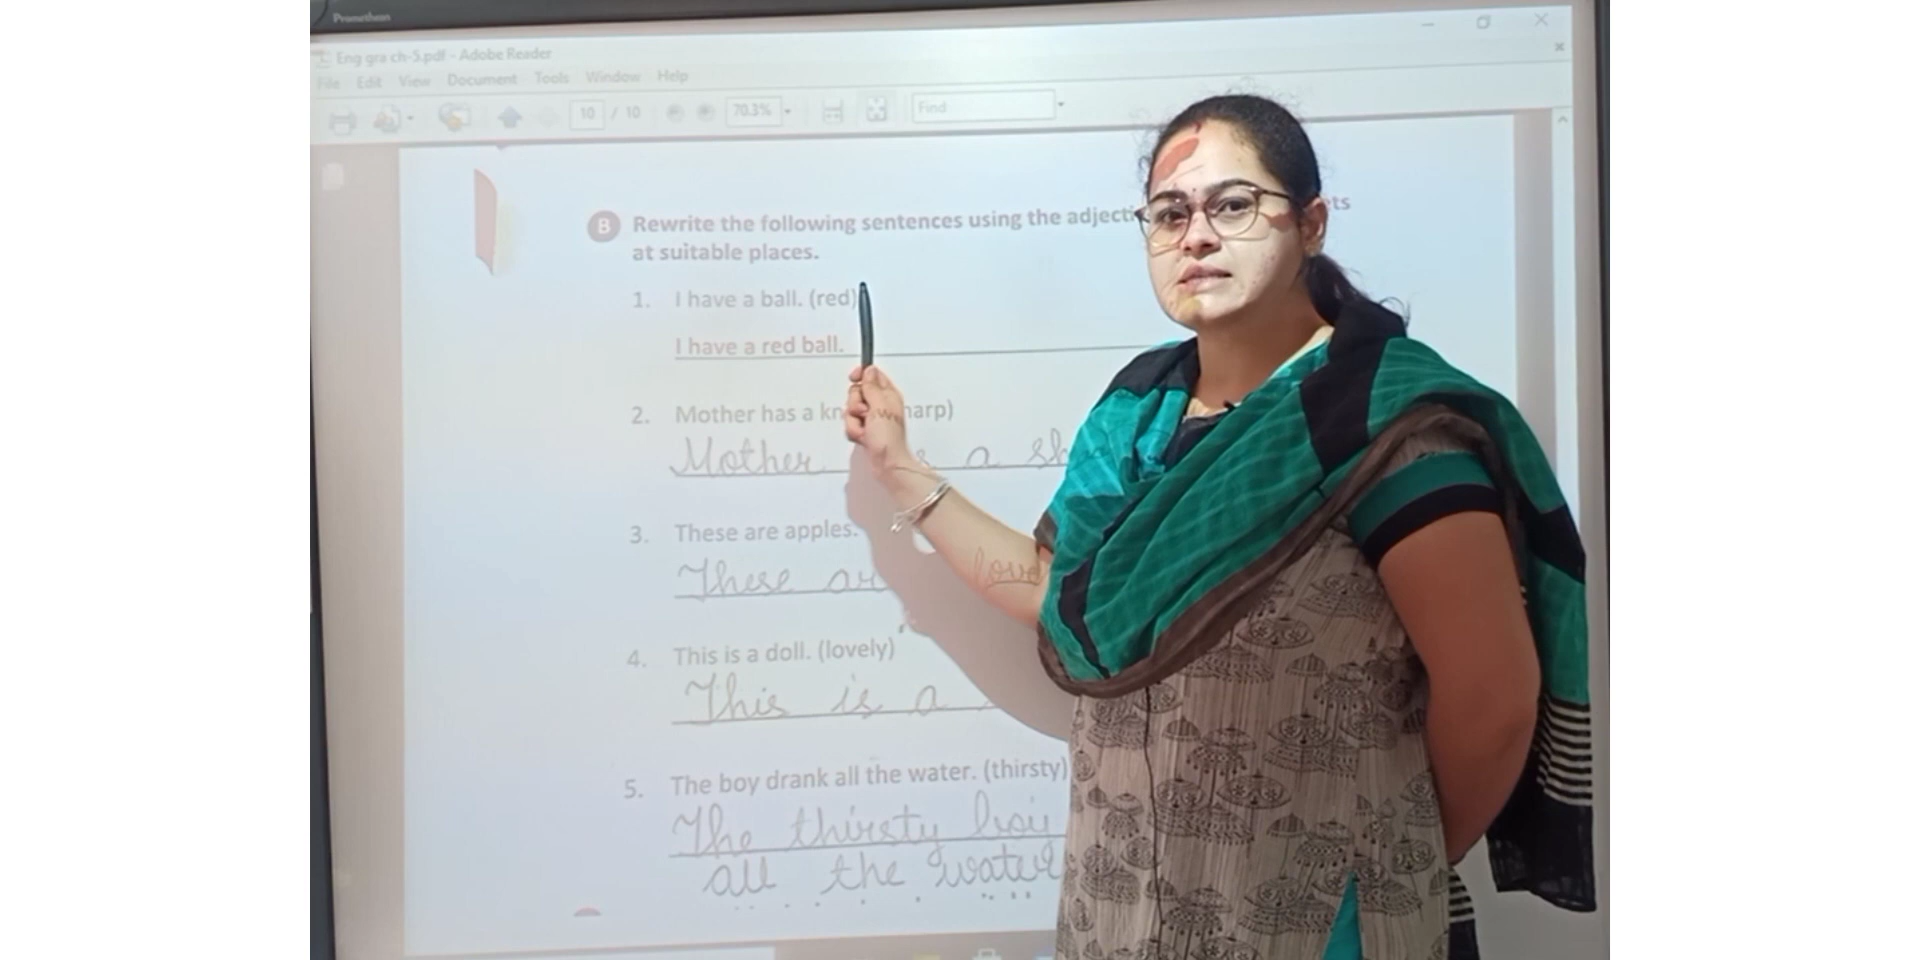 Promethean
Eng gra ch-5.pdf - Adobe Reader
File Edit View Document Tools Window Help
10 / 10 70.3% Find
B Rewrite the following sentences using the
at suitable places.
1. I have a ball. (red)
I have a red ball.
2. Mother has a
Mother a
3. These are apples.
These
4. This is a doll. (lovely)
This is a
5. The boy drank all the water. (thirsty)
The thirsty boy
all the water